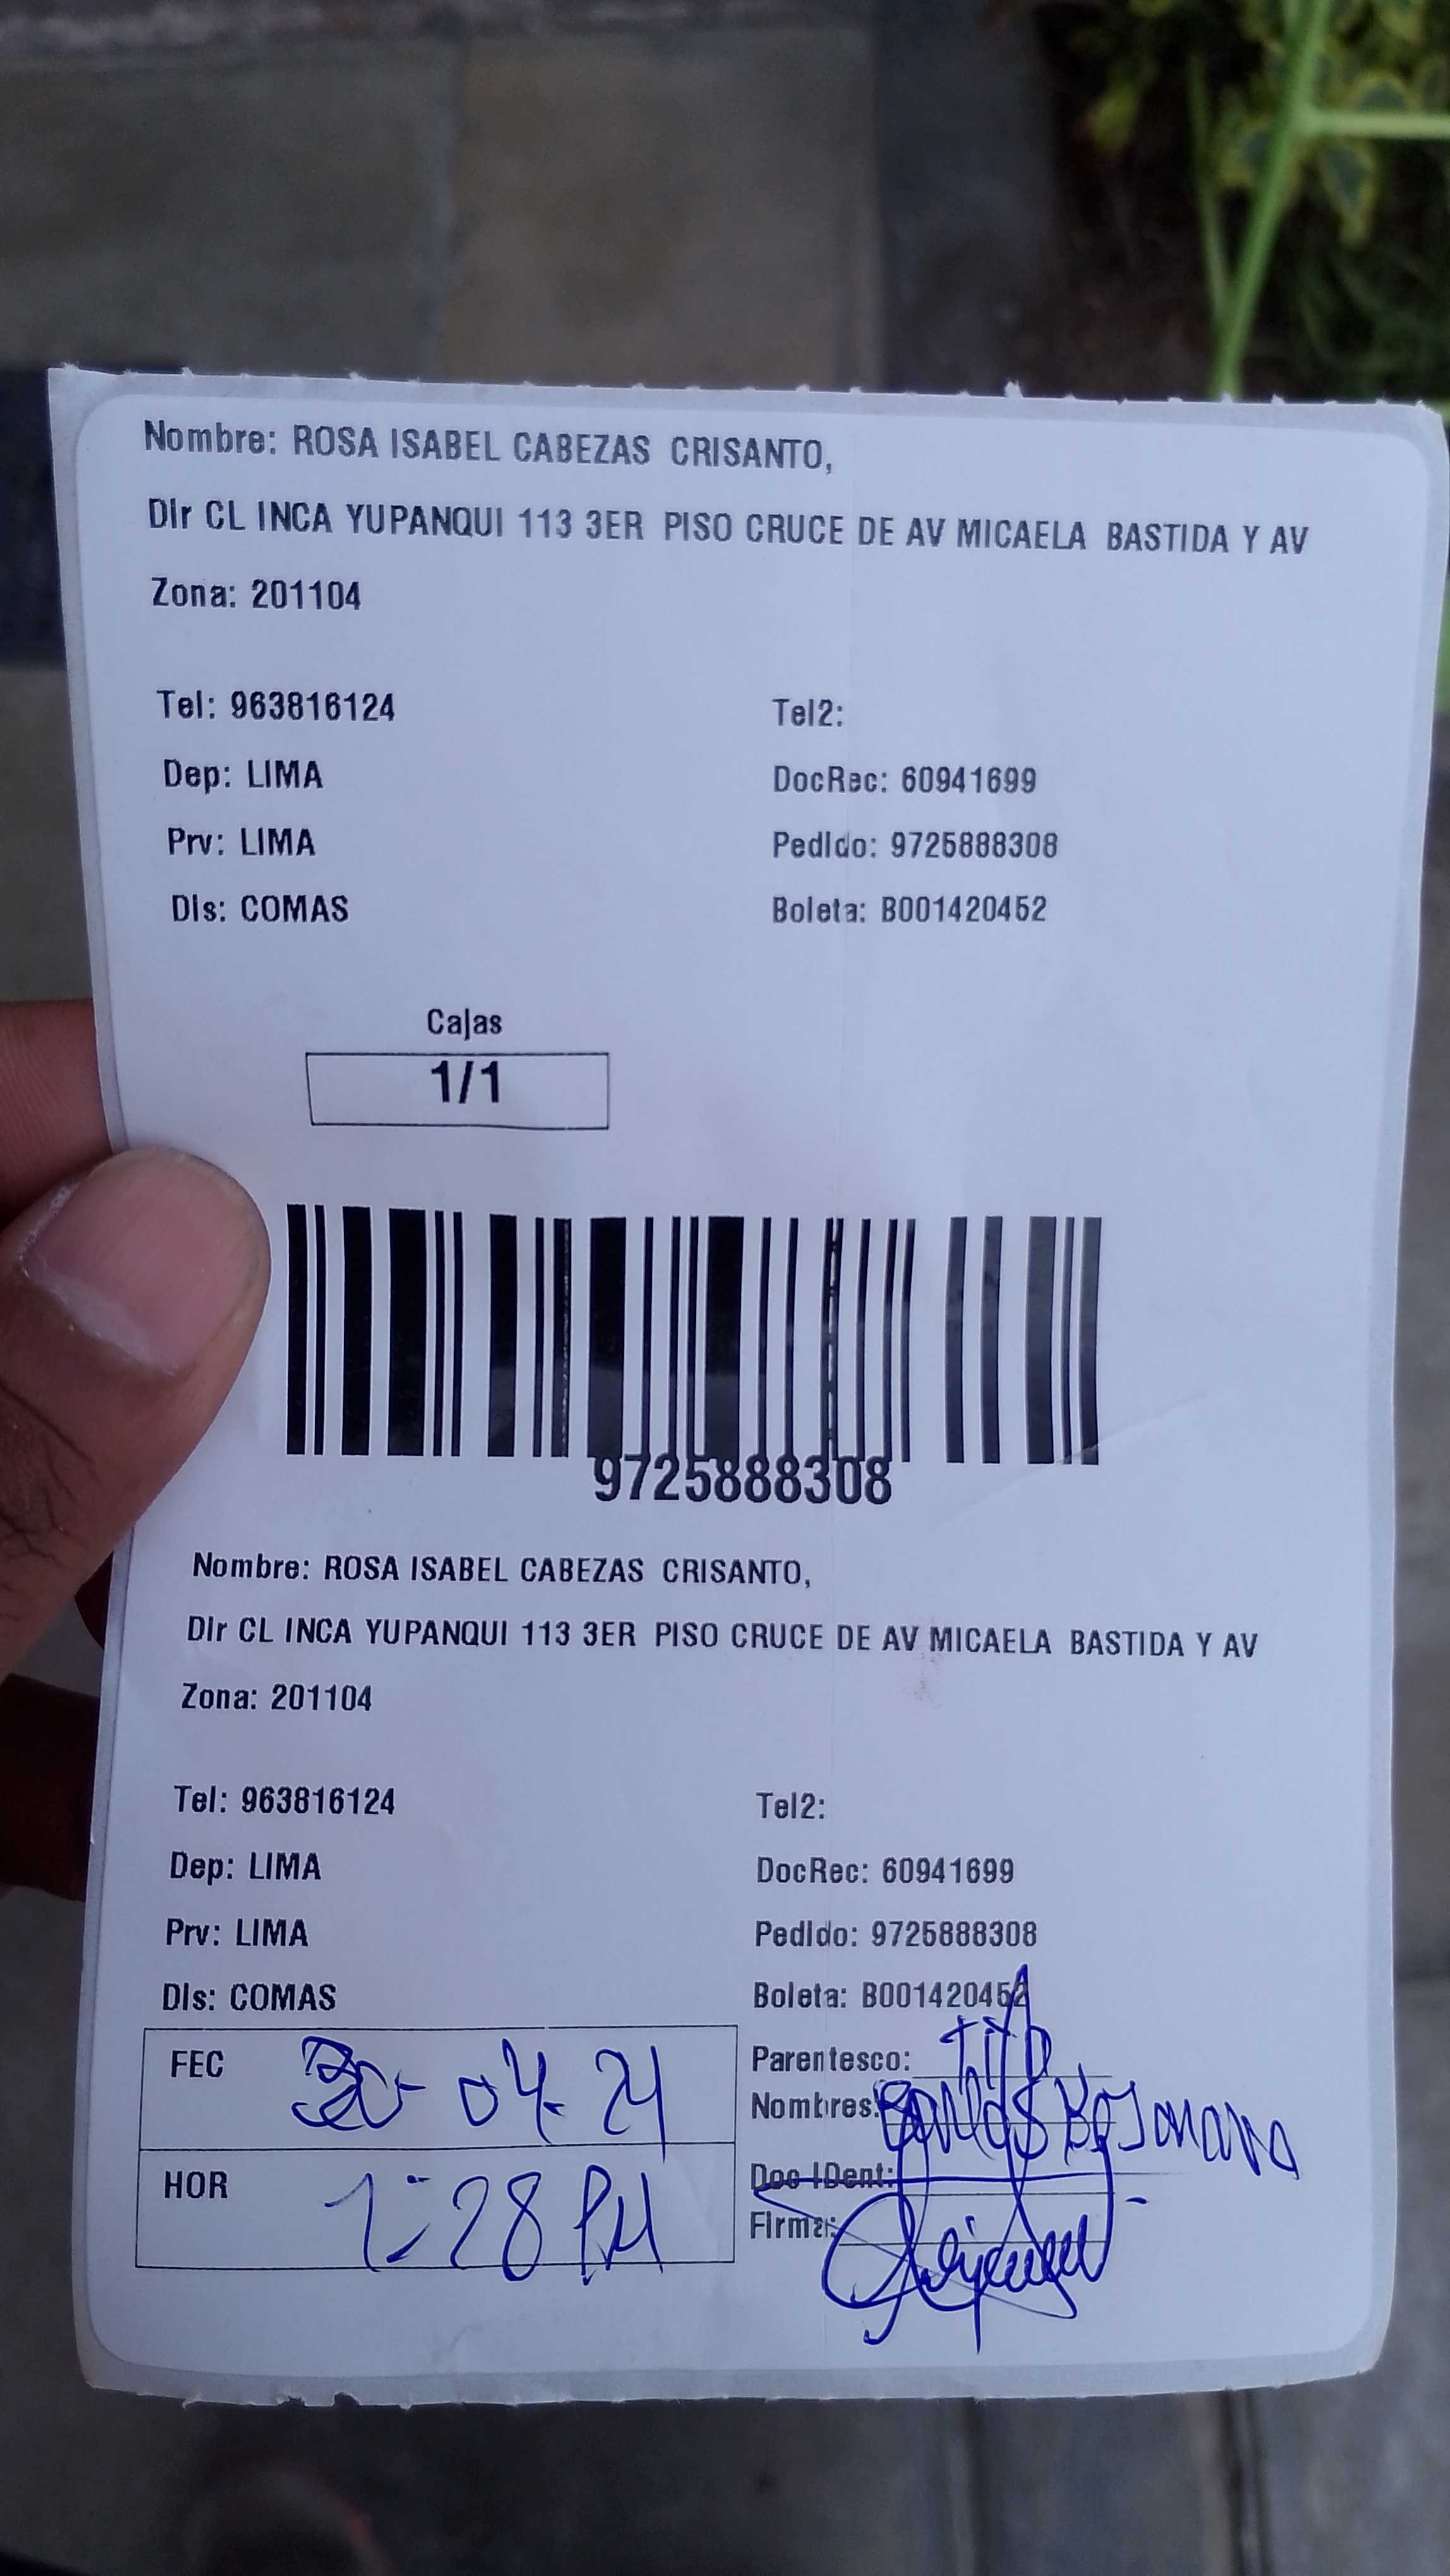 Nombre: ROSA ISABEL CABEZAS CRISANTO,
Dir CL INCA YUPANQUI 113 3ER PISO CRUCE DE AV MICAELA BASTIDA Y AV
Zona: 201104
Tel: 963816124 Tel2:
Dep: LIMA DocRec: 60941699
Prv: LIMA Pedido: 9725888308
Dis: COMAS Boleta: B001420452
Cajas
1/1
9725888308
Nombre: ROSA ISABEL CABEZAS CRISANTO,
Dir CL INCA YUPANQUI 113 3ER PISO CRUCE DE AV MICAELA BASTIDA Y AV
Zona: 201104
Tel: 963816124 Tel2:
Dep: LIMA DocRec: 60941699
Prv: LIMA Pedido: 9725888308
Dis: COMAS Boleta: B001420452
FEC 30-04-21
HOR 1:28 PM
Parentesco:
Nombres: Carlos
Doc IDent:
Firma: